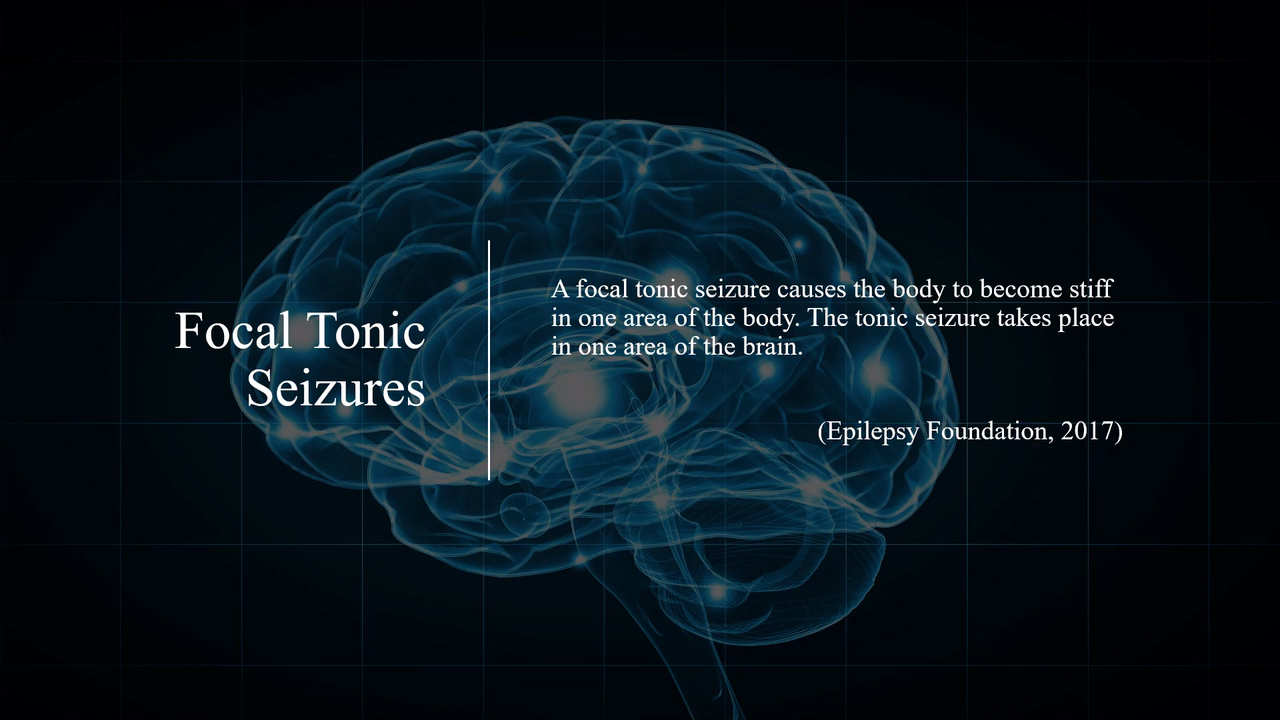 Focal Tonic
Seizures
A focal tonic seizure causes the body to become stiff
in one area of the body. The tonic seizure takes place
in one area of the brain.
(Epilepsy Foundation, 2017)